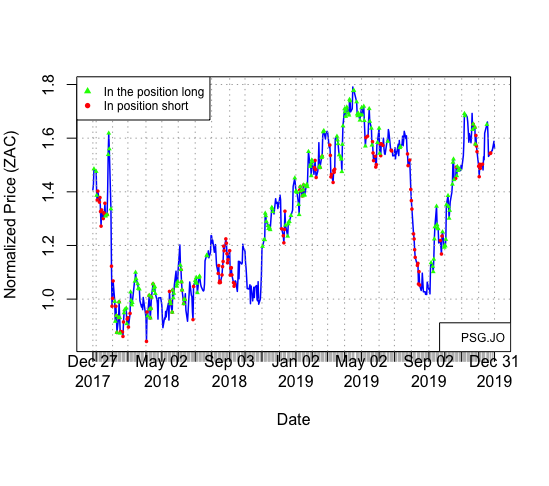 Normalized Price (ZAC)
1.8
1.6
1.4
1.2
1.0
In the position long
In position short
PSG.JO
Dec 27 May 02 Sep 03 Jan 02 May 02 Sep 02 Dec 31
2017 2018 2018 2019 2019 2019 2019
Date